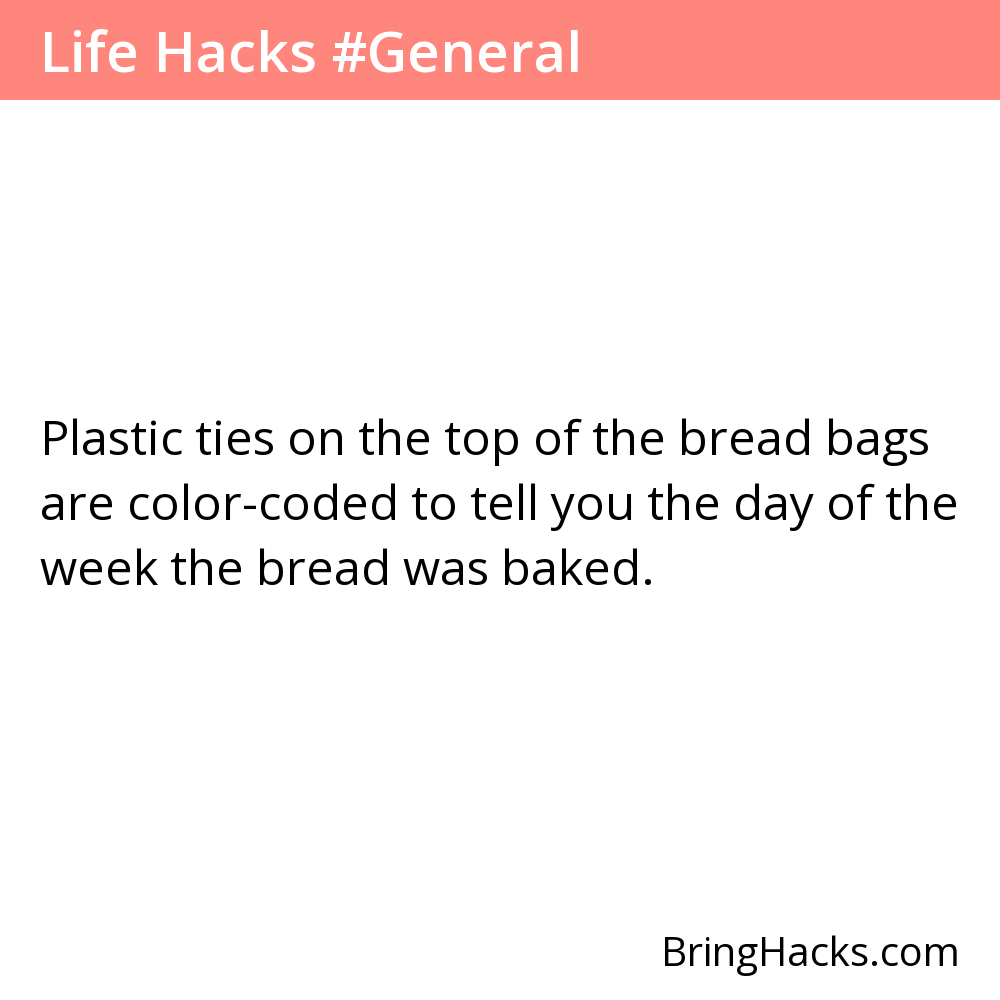 Life Hacks #General
Plastic ties on the top of the bread bags
are color-coded to tell you the day of the
week the bread was baked.
BringHacks.com